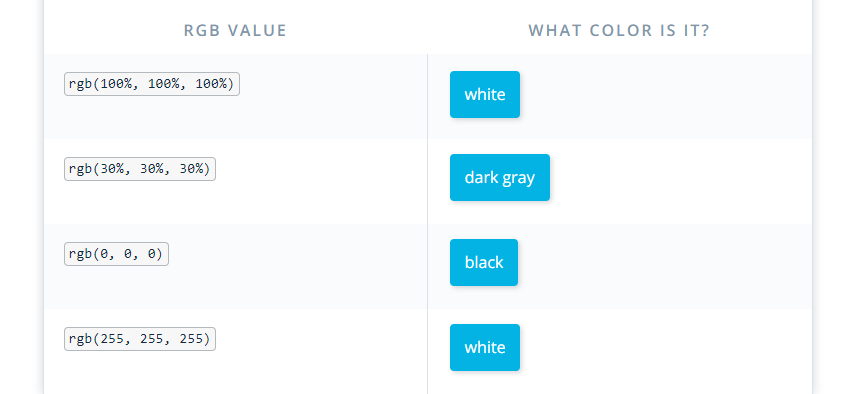 RGB VALUE WHAT COLOR IS IT?
rgb(100%, 100%, 100%) white
rgb(30%, 30%, 30%) dark gray
rgb(0, 0, 0) black
rgb(255, 255, 255) white